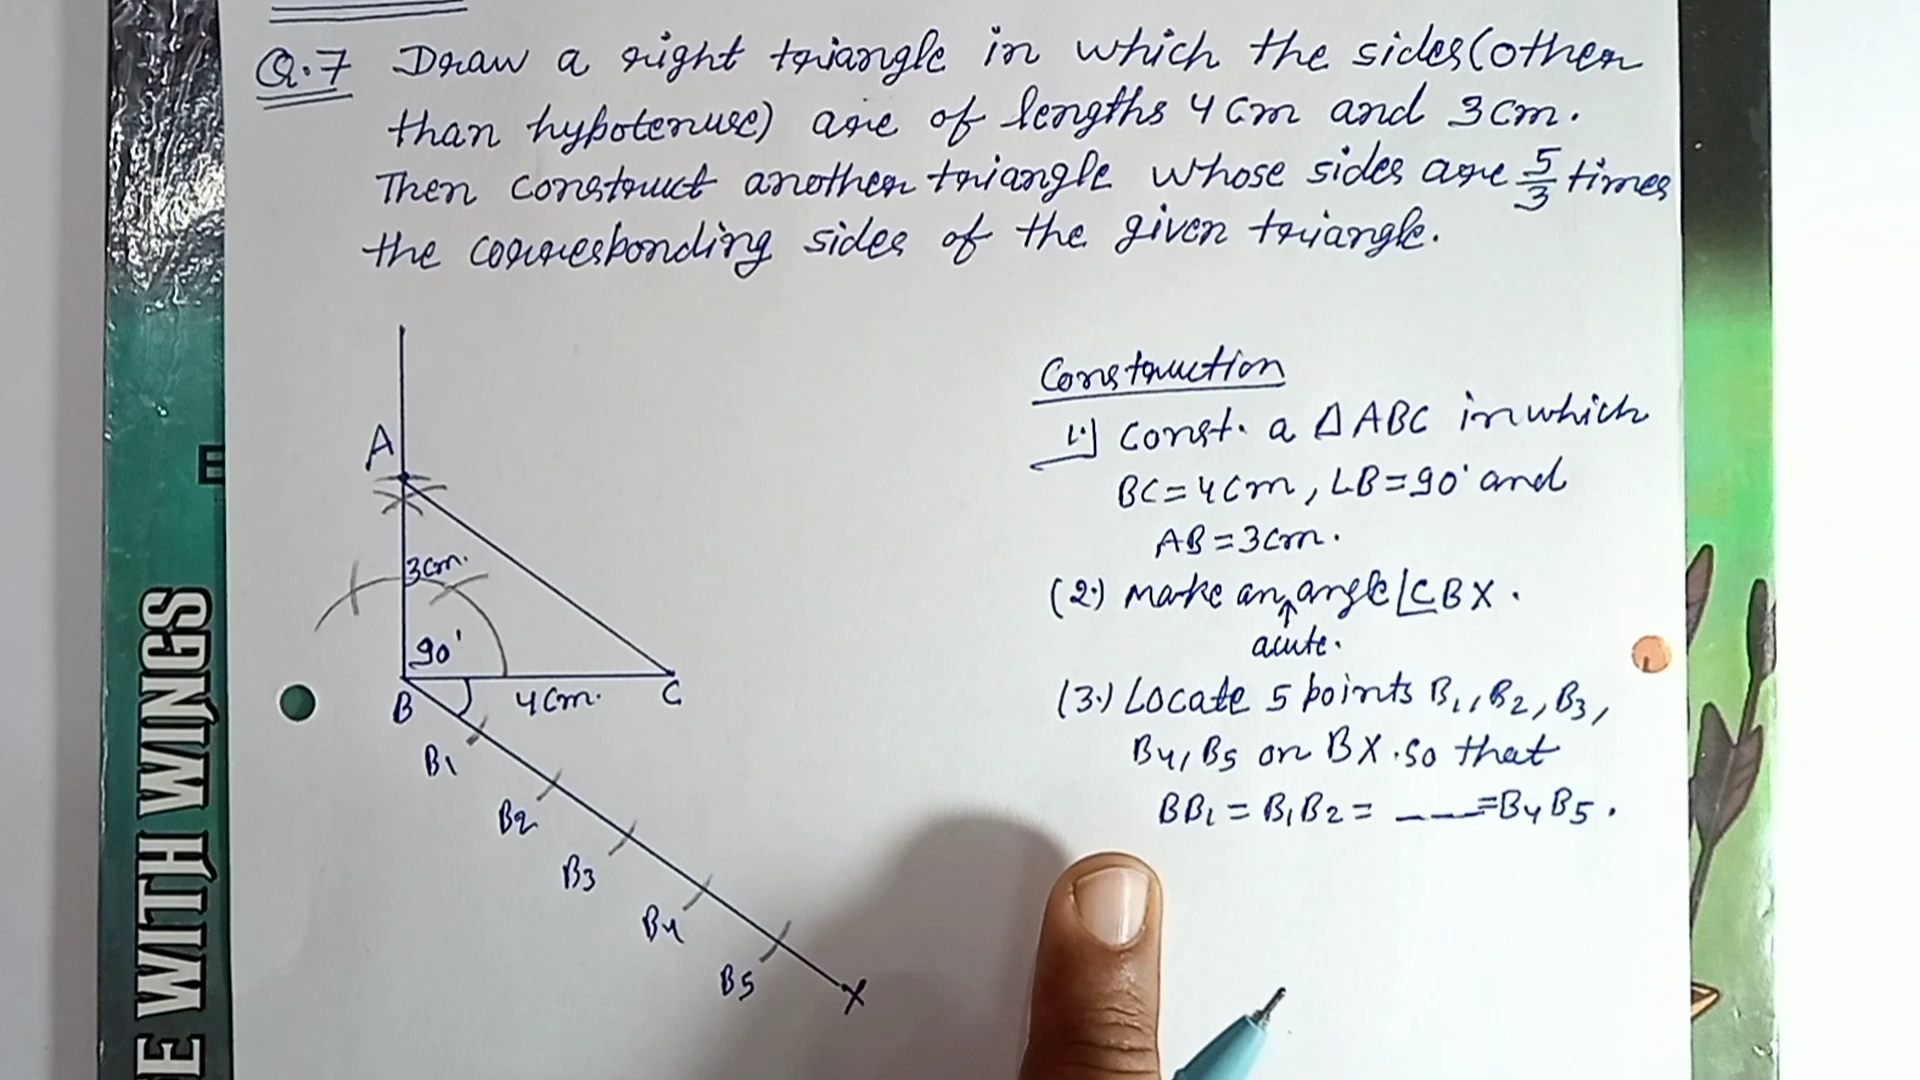 Q.7 Draw a right triangle in which the sides (other
than hypotenuse) are of lengths 4 cm and 3 cm.
Then construct another triangle whose sides are 5/3 times
the corresponding sides of the given triangle.
A
3cm.
90°
B
4cm.
C
B1
B2
B3
B4
B5
X
Construction
1.) Const. a △ABC in which
BC = 4cm, ∠B = 90° and
AB = 3cm.
(2.) Make an ↑ angle ∠CBX.
acute.
(3.) Locate 5 points B1, B2, B3,
B4, B5 on BX. so that
BB1 = B1B2 = ___ = B4B5.
E WITH WINGS